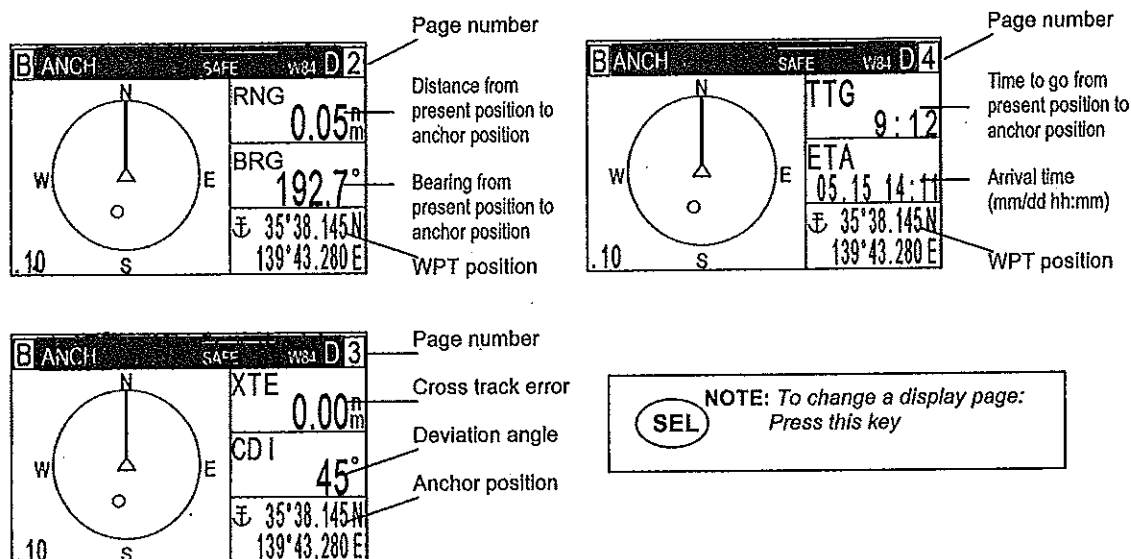 Page number
B ANCH SAFE W84 D 2
N
W
E
S
.10
RNG
0.05nm
BRG
192.7°
35°38.145N
139°43.280E
Distance from
present position to
anchor position
Bearing from
present position to
anchor position
WPT position
Page number
B ANCH SAFE W84 D 4
N
W
E
S
.10
TTG
9:12
ETA
05.15 14:11
35°38.145N
139°43.280E
Time to go from
present position to
anchor position
Arrival time
(mm/dd hh:mm)
WPT position
Page number
B ANCH SAFE W84 D 3
N
W
E
S
.10
XTE
0.00nm
CDI
45°
35°38.145N
139°43.280E
Cross track error
Deviation angle
Anchor position
SEL
NOTE: To change a display page:
Press this key